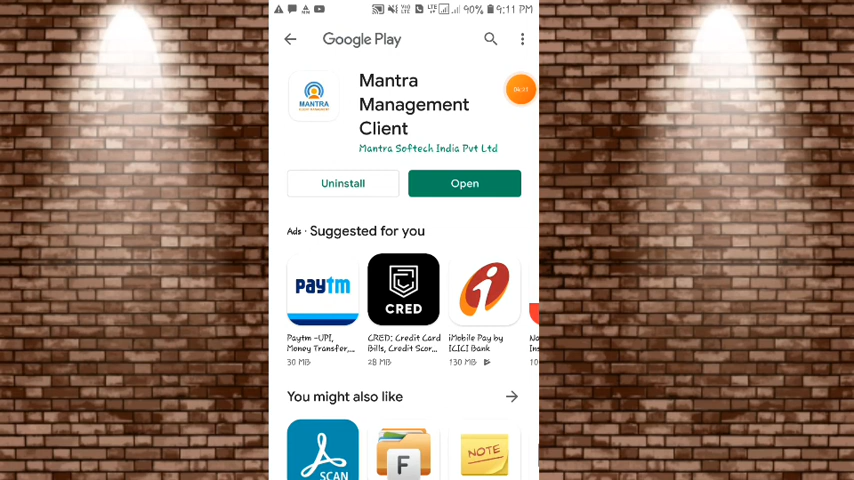 LTE 90% 9:11 PM
Google Play
Mantra
Management
Client
MANTRA
Mantra Softech India Pvt Ltd
Uninstall
Open
Ads · Suggested for you
paytm
CRED
i
Paytm -UPI, Money Transfer,...
CRED: Credit Card Bills, Credit Scor...
iMobile Pay by ICICI Bank
30 MB
28 MB
130 MB
You might also like
SCAN
F
NOTE